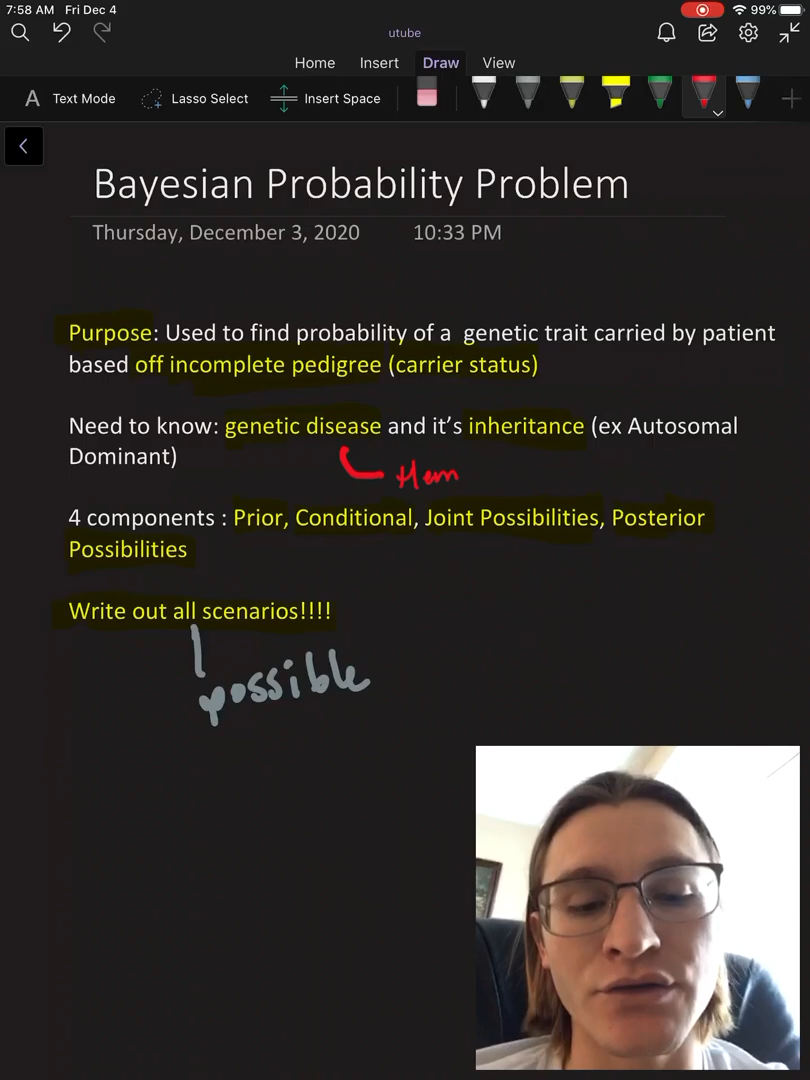 7:58 AM Fri Dec 4
99%
utube
Home Insert Draw View
A Text Mode Lasso Select Insert Space
Bayesian Probability Problem
Thursday, December 3, 2020 10:33 PM
Purpose: Used to find probability of a genetic trait carried by patient
based off incomplete pedigree (carrier status)
Need to know: genetic disease and it's inheritance (ex Autosomal
Dominant)
Hem
4 components : Prior, Conditional, Joint Possibilities, Posterior
Possibilities
Write out all scenarios!!!!
possible